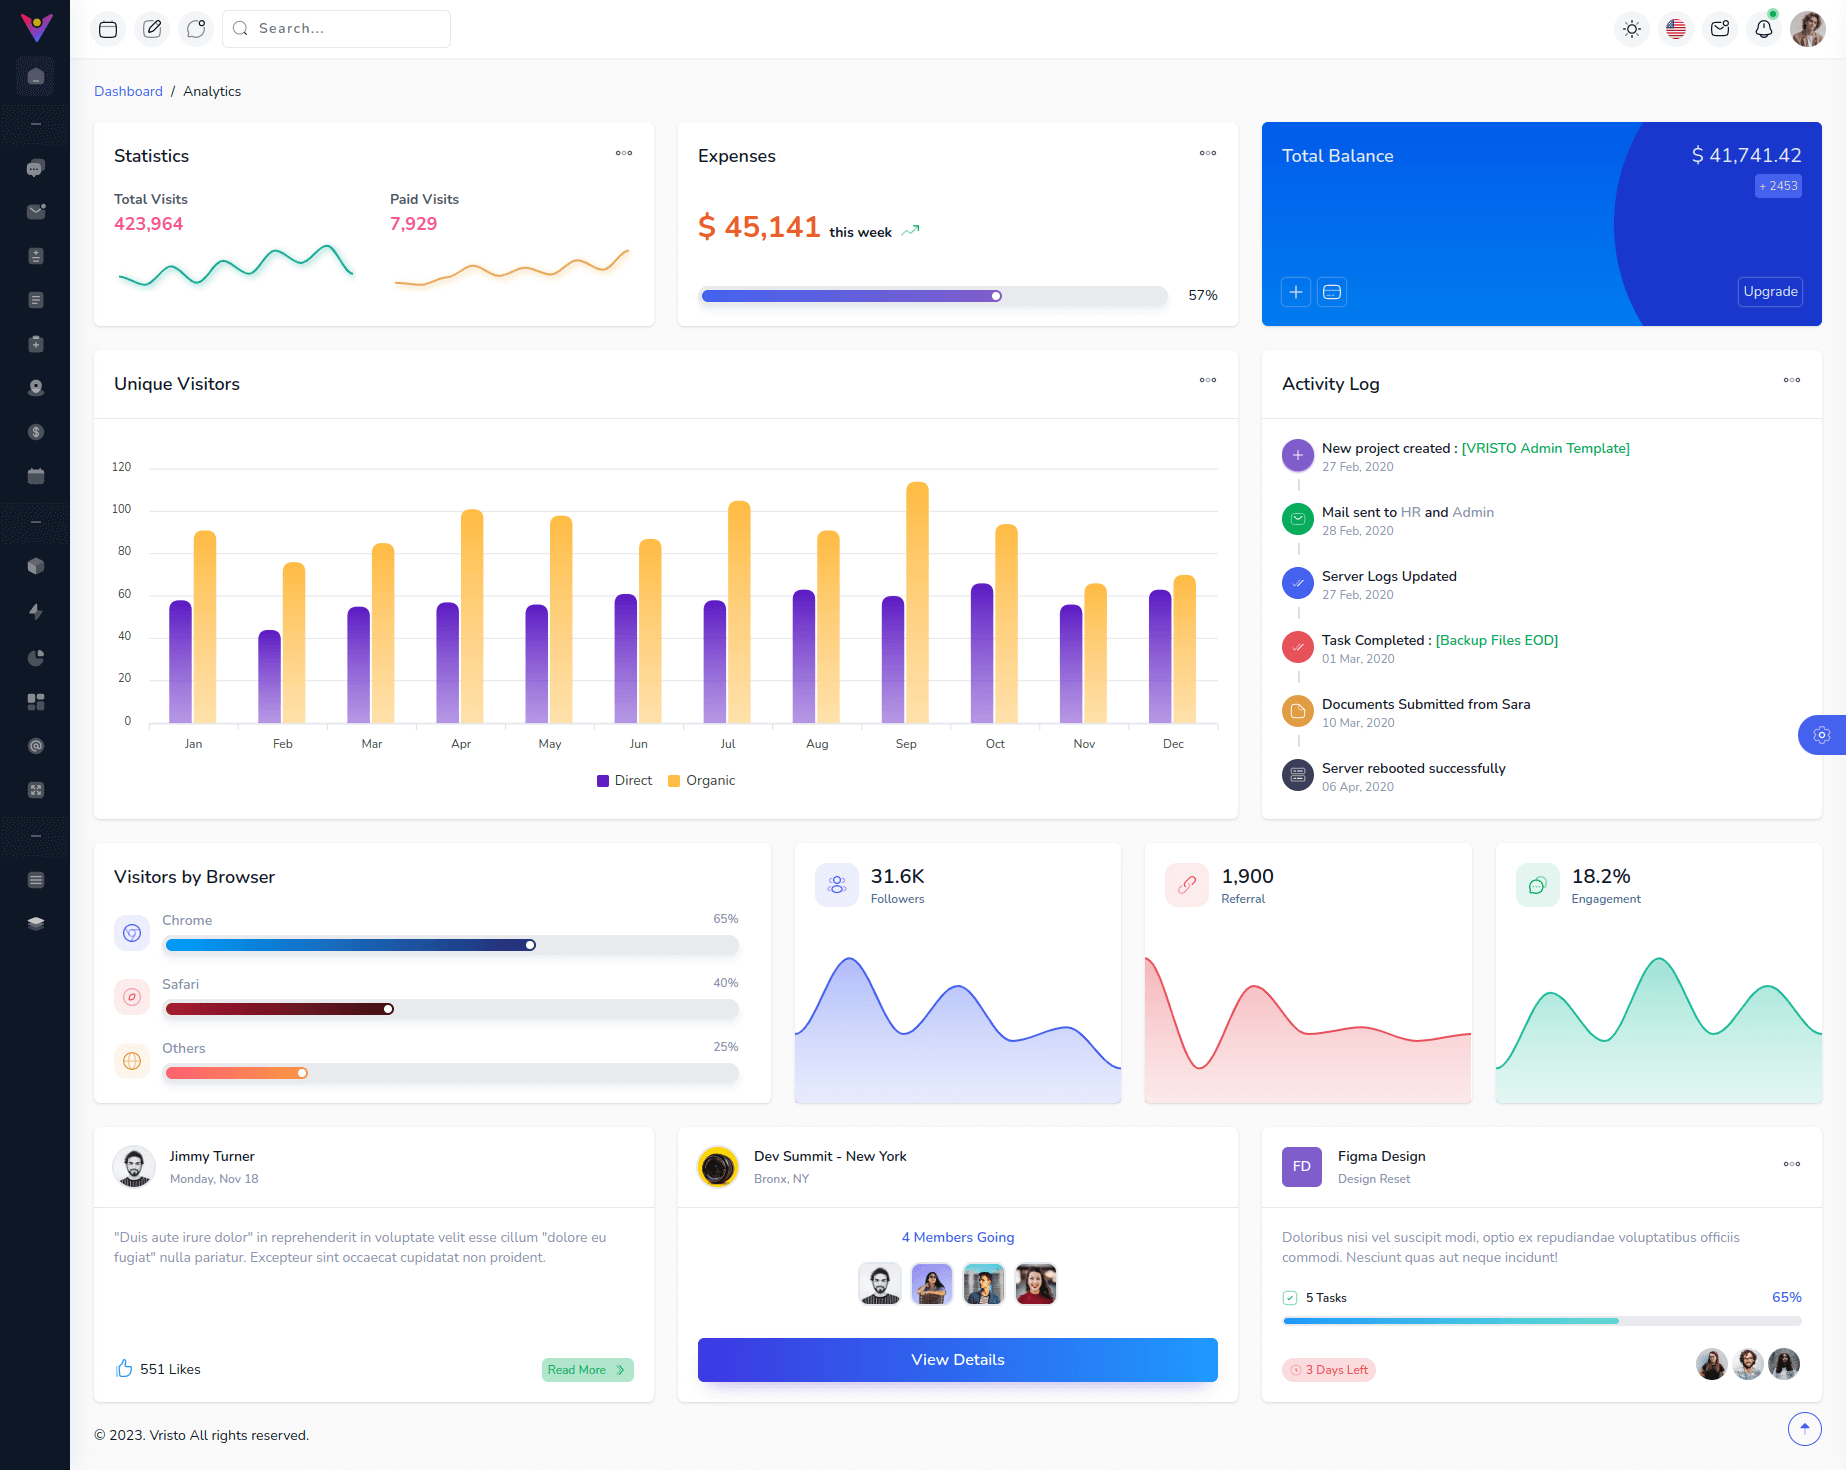 Search...
Dashboard / Analytics
Statistics
Total Visits
423,964
Paid Visits
7,929
Expenses
$ 45,141 this week
57%
Total Balance
$ 41,741.42
+ 2453
Upgrade
Unique Visitors
120
100
80
60
40
20
0
Jan Feb Mar Apr May Jun Jul Aug Sep Oct Nov Dec
Direct Organic
Activity Log
New project created : [VRISTO Admin Template]
27 Feb, 2020
Mail sent to HR and Admin
28 Feb, 2020
Server Logs Updated
27 Feb, 2020
Task Completed : [Backup Files EOD]
01 Mar, 2020
Documents Submitted from Sara
10 Mar, 2020
Server rebooted successfully
06 Apr, 2020
Visitors by Browser
Chrome 65%
Safari 40%
Others 25%
31.6K
Followers
1,900
Referral
18.2%
Engagement
Jimmy Turner
Monday, Nov 18
"Duis aute irure dolor" in reprehenderit in voluptate velit esse cillum "dolore eu
fugiat" nulla pariatur. Excepteur sint occaecat cupidatat non proident.
551 Likes
Read More
Dev Summit - New York
Bronx, NY
4 Members Going
View Details
FD
Figma Design
Design Reset
Doloribus nisi vel suscipit modi, optio ex repudiandae voluptatibus officiis
commodi. Nesciunt quas aut neque incidunt!
5 Tasks 65%
3 Days Left
© 2023. Vristo All rights reserved.